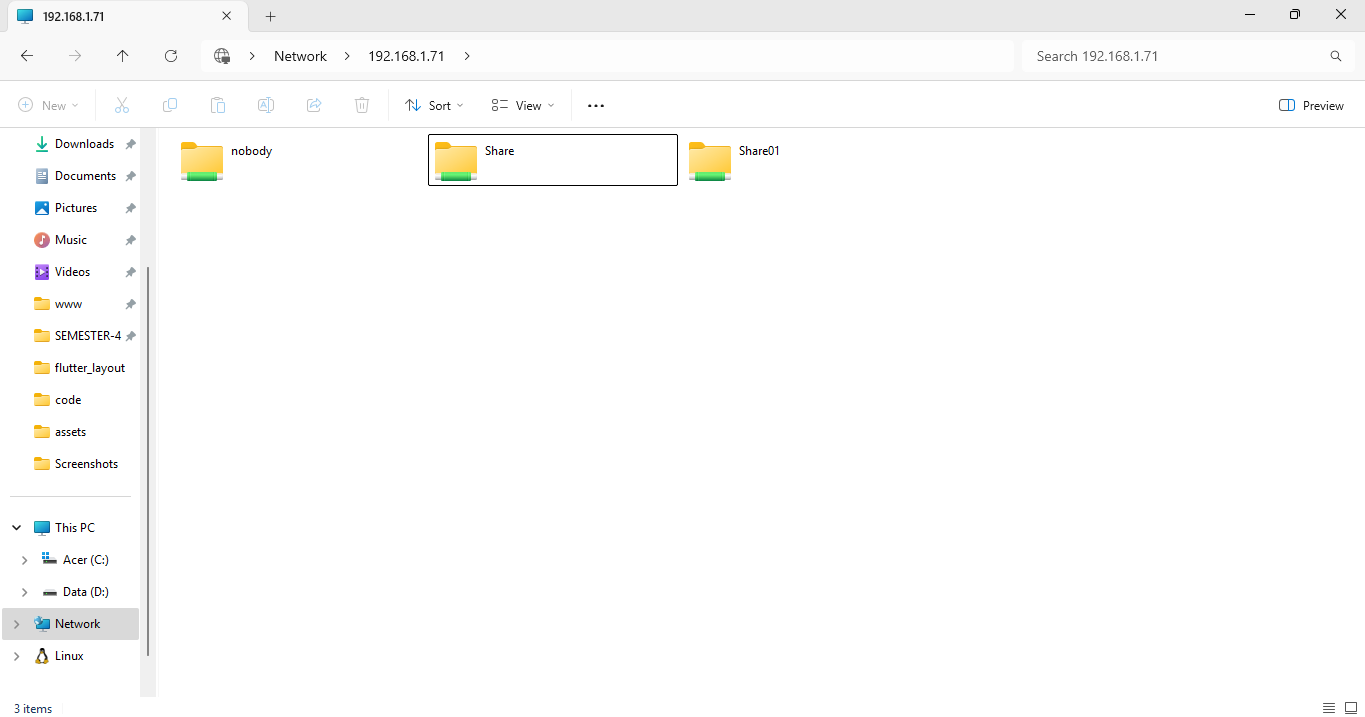 192.168.1.71
Network
192.168.1.71
Search 192.168.1.71
New
Sort
View
Preview
Downloads
Documents
Pictures
Music
Videos
www
SEMESTER-4
flutter_layout
code
assets
Screenshots
This PC
Acer (C:)
Data (D:)
Network
Linux
nobody
Share
Share01
3 items